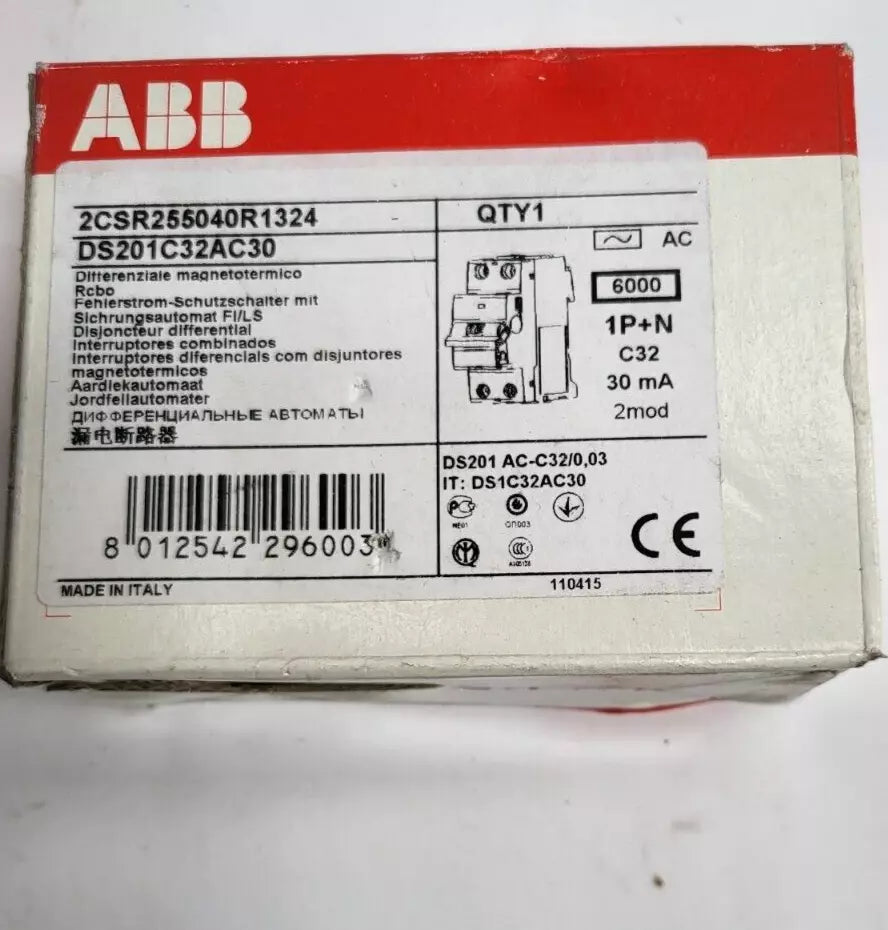 ABB
2CSR255040R1324
DS201C32AC30
Differenziale magnetotermico
Rcbo
Fehlerstrom-Schutzschalter mit
Sichrungsautomat FI/LS
Disjoncteur differential
Interruptores combinados
Interruptores diferencials com disjuntores
magnetotermicos
Aardlekautomaat
Jordfeilautomater
ДИФФЕРЕНЦИАЛЬНЫЕ АВТОМАТЫ
漏电断路器
QTY1
AC
6000
1P+N
C32
30 mA
2mod
DS201 AC-C32/0,03
IT: DS1C32AC30
8 012542 296003
CE
MADE IN ITALY
110415